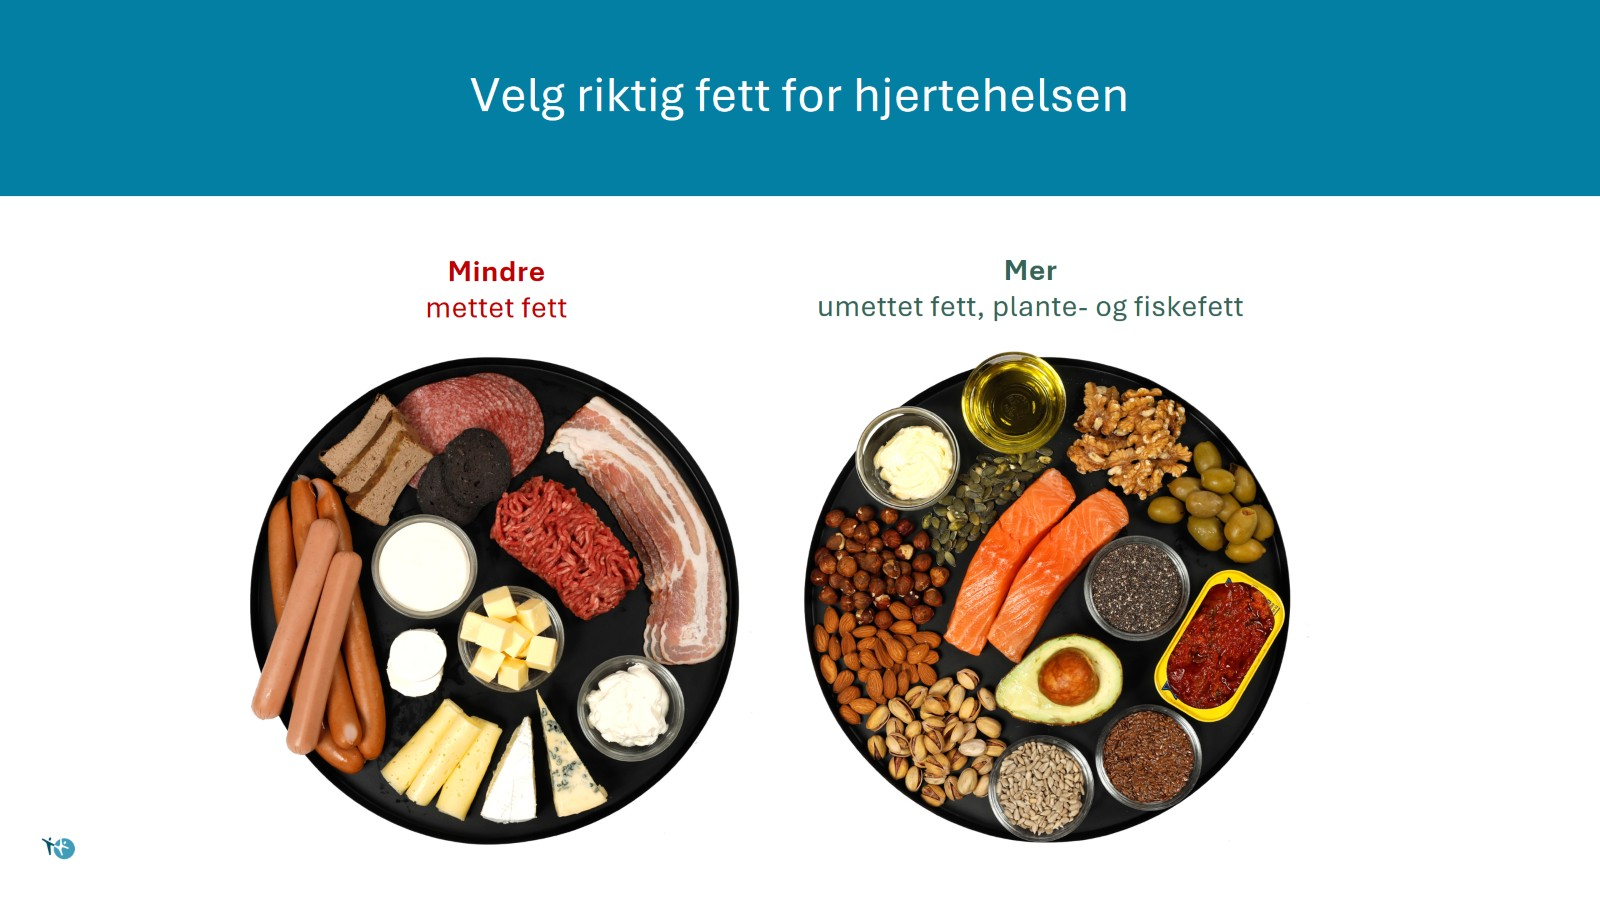 Velg riktig fett for hjertehelsen
Mindre
mettet fett
Mer
umettet fett, plante- og fiskefett